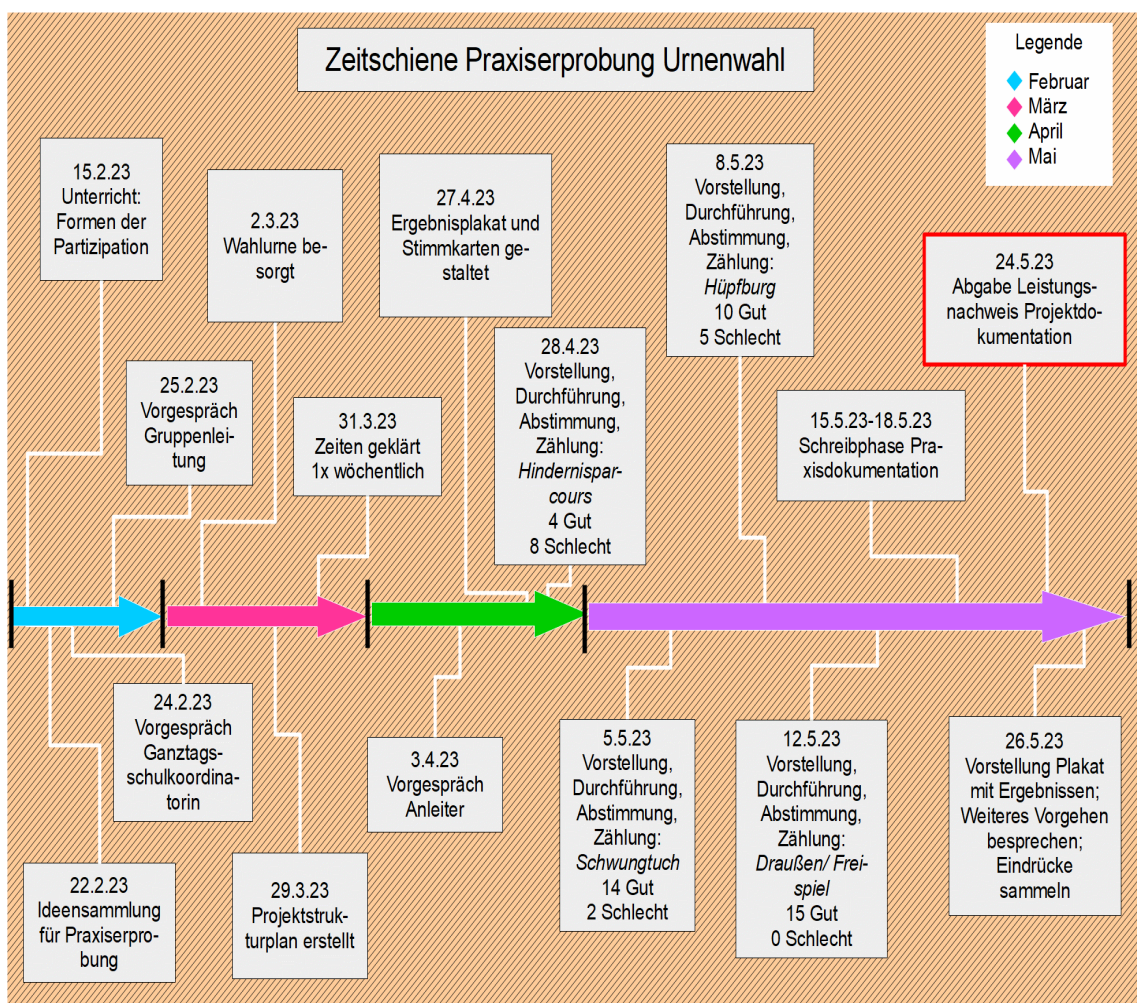 Zeitschiene Praxiserprobung Urnenwahl
Legende
Februar
März
April
Mai
15.2.23
Unterricht:
Formen der
Partizipation
2.3.23
Wahlurne be-
sorgt
27.4.23
Ergebnisplakat und
Stimmkarten ge-
staltet
8.5.23
Vorstellung,
Durchführung,
Abstimmung,
Zählung:
Hüpfburg
10 Gut
5 Schlecht
24.5.23
Abgabe Leistungs-
nachweis Projektdo-
kumentation
25.2.23
Vorgespräch
Gruppenlei-
tung
31.3.23
Zeiten geklärt
1x wöchentlich
28.4.23
Vorstellung,
Durchführung,
Abstimmung,
Zählung:
Hindernispar-
cours
4 Gut
8 Schlecht
15.5.23-18.5.23
Schreibphase Pra-
xisdokumentation
24.2.23
Vorgespräch
Ganztags-
schulkoordina-
torin
3.4.23
Vorgespräch
Anleiter
5.5.23
Vorstellung,
Durchführung,
Abstimmung,
Zählung:
Schwungtuch
14 Gut
2 Schlecht
12.5.23
Vorstellung,
Durchführung,
Abstimmung,
Zählung:
Draußen/ Frei-
spiel
15 Gut
0 Schlecht
26.5.23
Vorstellung Plakat
mit Ergebnissen;
Weiteres Vorgehen
besprechen;
Eindrücke
sammeln
22.2.23
Ideensammlung
für Praxiserpro-
bung
29.3.23
Projektstruk-
turplan erstellt